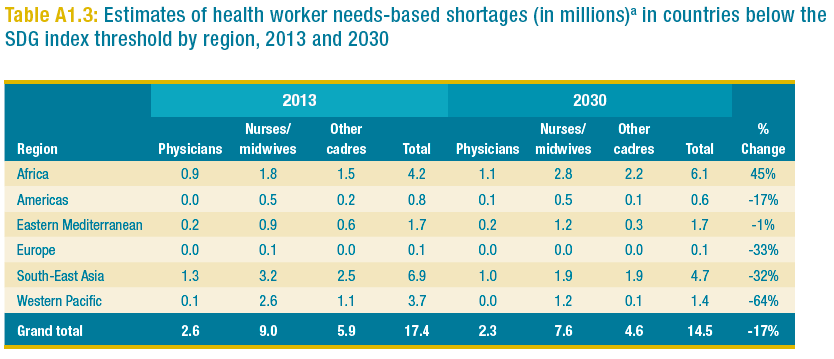 Table A1.3: Estimates of health worker needs-based shortages (in millions)ª in countries below the
SDG index threshold by region, 2013 and 2030
2013 2030
Region Physicians Nurses/ midwives Other cadres Total Physicians Nurses/ midwives Other cadres Total % Change
Africa 0.9 1.8 1.5 4.2 1.1 2.8 2.2 6.1 45%
Americas 0.0 0.5 0.2 0.8 0.1 0.5 0.1 0.6 -17%
Eastern Mediterranean 0.2 0.9 0.6 1.7 0.2 1.2 0.3 1.7 -1%
Europe 0.0 0.1 0.0 0.1 0.0 0.0 0.0 0.1 -33%
South-East Asia 1.3 3.2 2.5 6.9 1.0 1.9 1.9 4.7 -32%
Western Pacific 0.1 2.6 1.1 3.7 0.0 1.2 0.1 1.4 -64%
Grand total 2.6 9.0 5.9 17.4 2.3 7.6 4.6 14.5 -17%